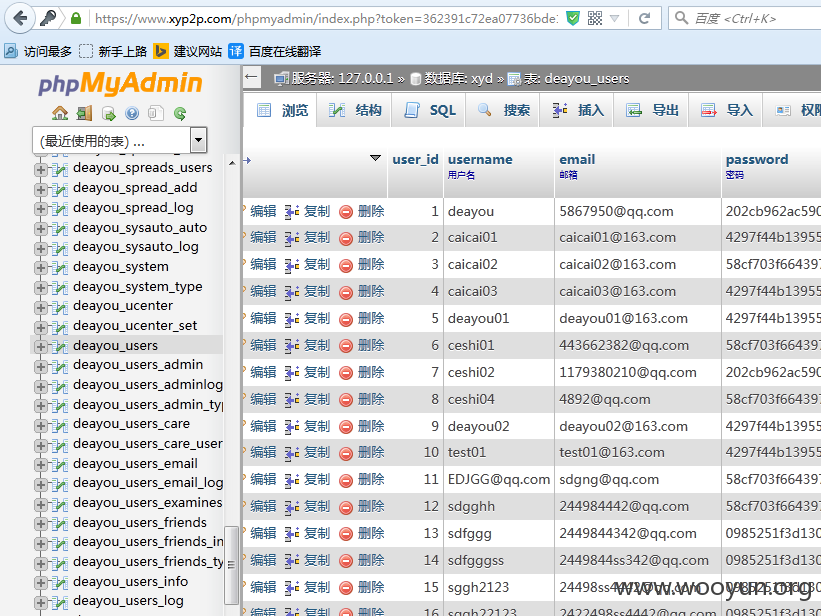 https://www.xyp2p.com/phpmyadmin/index.php?token=362391c72ea07736bde
百度 <Ctrl+K>
访问最多 新手上路 建议网站 译 百度在线翻译
phpMyAdmin
(最近使用的表) ...
服务器: 127.0.0.1 » 数据库: xyd » 表: deayou_users
浏览 结构 SQL 搜索 插入 导出 导入 权限
deayou_spreads_users
deayou_spread_add
deayou_spread_log
deayou_sysauto_auto
deayou_sysauto_log
deayou_system
deayou_system_type
deayou_ucenter
deayou_ucenter_set
deayou_users
deayou_users_admin
deayou_users_adminlog
deayou_users_admin_typ
deayou_users_care
deayou_users_care_user
deayou_users_email
deayou_users_email_log
deayou_users_examines
deayou_users_friends
deayou_users_friends_in
deayou_users_friends_ty
deayou_users_info
deayou_users_log
user_id username email password
用户名 邮箱 密码
编辑 复制 删除 1 deayou 5867950@qq.com 202cb962ac590
编辑 复制 删除 2 caicai01 caicai01@163.com 4297f44b13955
编辑 复制 删除 3 caicai02 caicai02@163.com 58cf703f664397
编辑 复制 删除 4 caicai03 caicai03@163.com 4297f44b13955
编辑 复制 删除 5 deayou01 deayou01@163.com 4297f44b13955
编辑 复制 删除 6 ceshi01 443662382@qq.com 58cf703f664397
编辑 复制 删除 7 ceshi02 1179380210@qq.com 202cb962ac590
编辑 复制 删除 8 ceshi04 4892@qq.com 58cf703f664397
编辑 复制 删除 9 deayou02 deayou02@163.com 4297f44b13955
编辑 复制 删除 10 test01 test01@163.com 4297f44b13955
编辑 复制 删除 11 EDJGG@qq.com sdgng@qq.com 58cf703f664397
编辑 复制 删除 12 sdgghh 244984442@qq.com 58cf703f664397
编辑 复制 删除 13 sdfggg 2449844342@qq.com 0985251f3d130
编辑 复制 删除 14 sdfgggss 2449844ss342@qq.com 0985251f3d130
编辑 复制 删除 15 sggh2123
编辑 复制 删除 16
www.wooyun.org